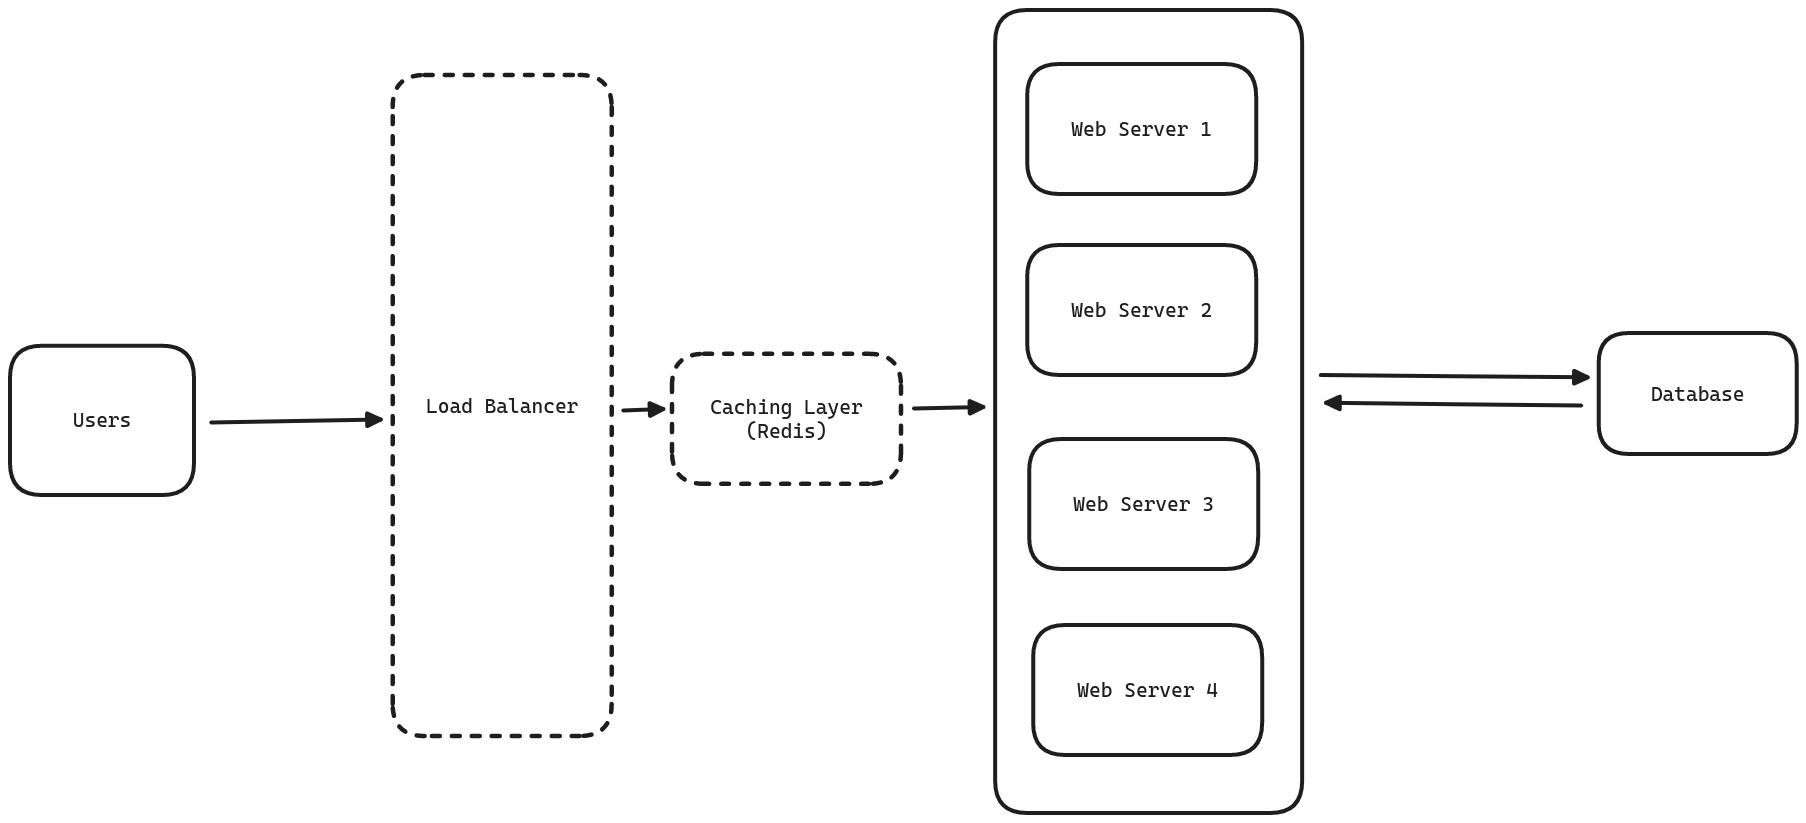 Users
Load Balancer
Caching Layer
(Redis)
Web Server 1
Web Server 2
Web Server 3
Web Server 4
Database